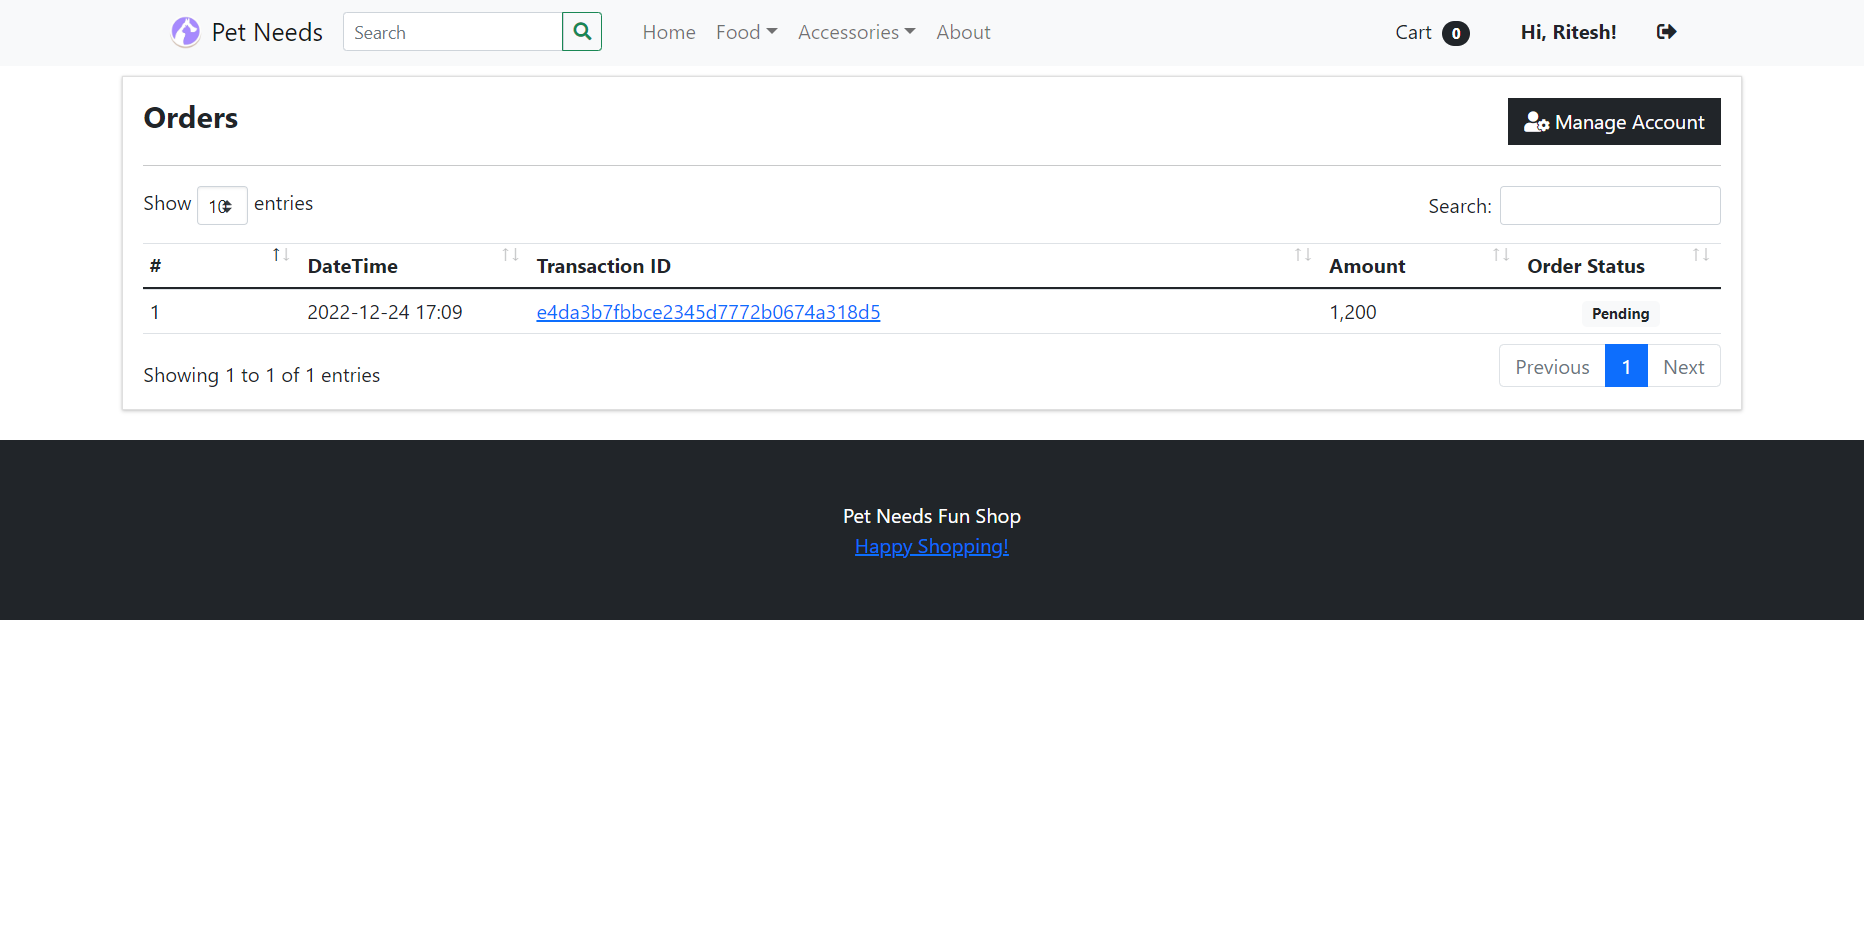 Pet Needs Search Home Food Accessories About Cart 0 Hi, Ritesh!
Orders Manage Account
Show 10 entries Search:
# DateTime Transaction ID Amount Order Status
1 2022-12-24 17:09 e4da3b7fbbce2345d7772b0674a318d5 1,200 Pending
Showing 1 to 1 of 1 entries Previous 1 Next
Pet Needs Fun Shop
Happy Shopping!